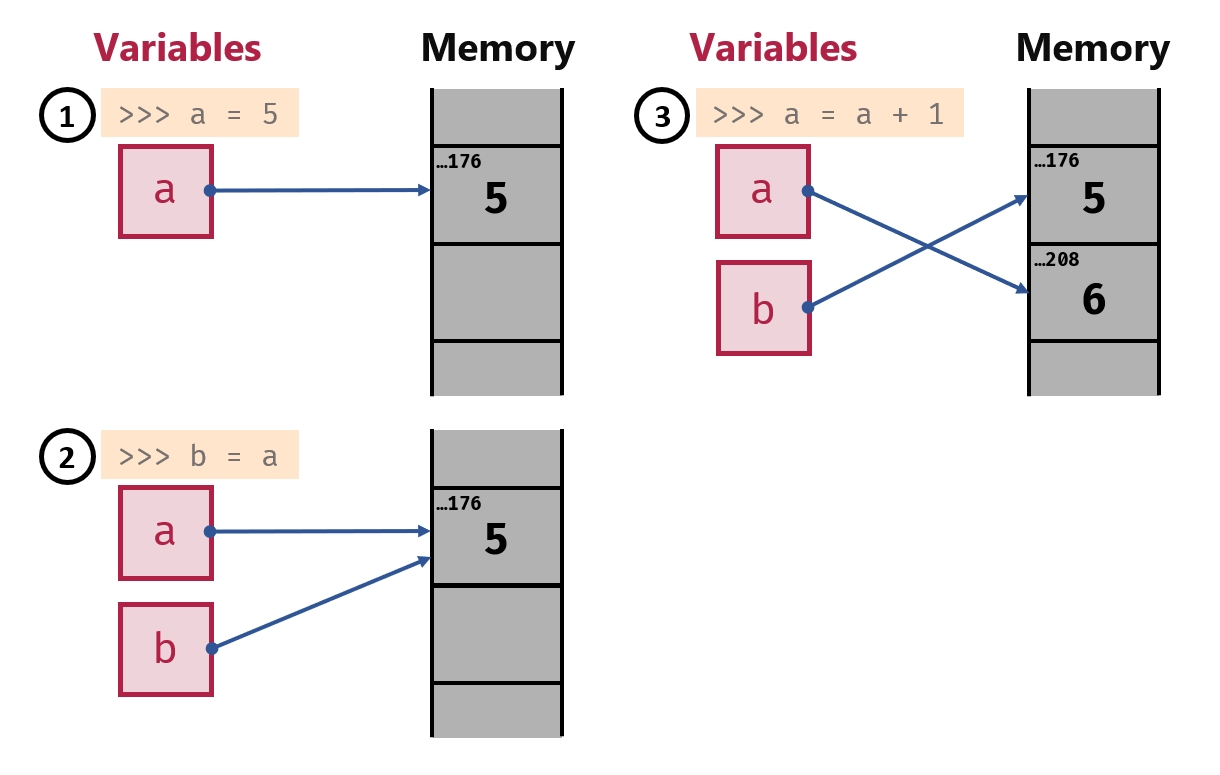 Variables
Memory
1
>>> a = 5
a
…176
5
2
>>> b = a
a
b
…176
5
Variables
Memory
3
>>> a = a + 1
a
b
…176
5
…208
6